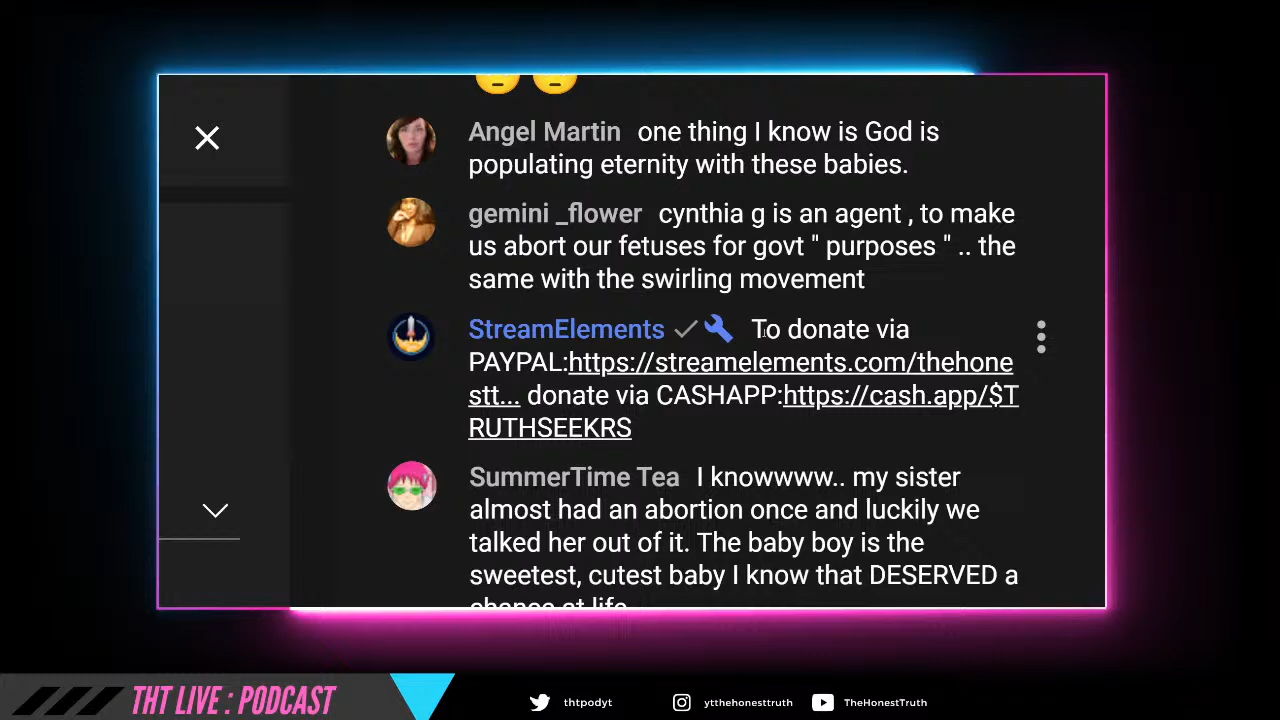 Angel Martin one thing I know is God is
populating eternity with these babies.
gemini _flower cynthia g is an agent , to make
us abort our fetuses for govt " purposes " .. the
same with the swirling movement
StreamElements To donate via
PAYPAL:https://streamelements.com/thehone
stt... donate via CASHAPP:https://cash.app/$T
RUTHSEEKRS
SummerTime Tea I knowwww.. my sister
almost had an abortion once and luckily we
talked her out of it. The baby boy is the
sweetest, cutest baby I know that DESERVED a
chance at life
THT LIVE : PODCAST
thtpodyt
ytthehonesttruth
TheHonestTruth